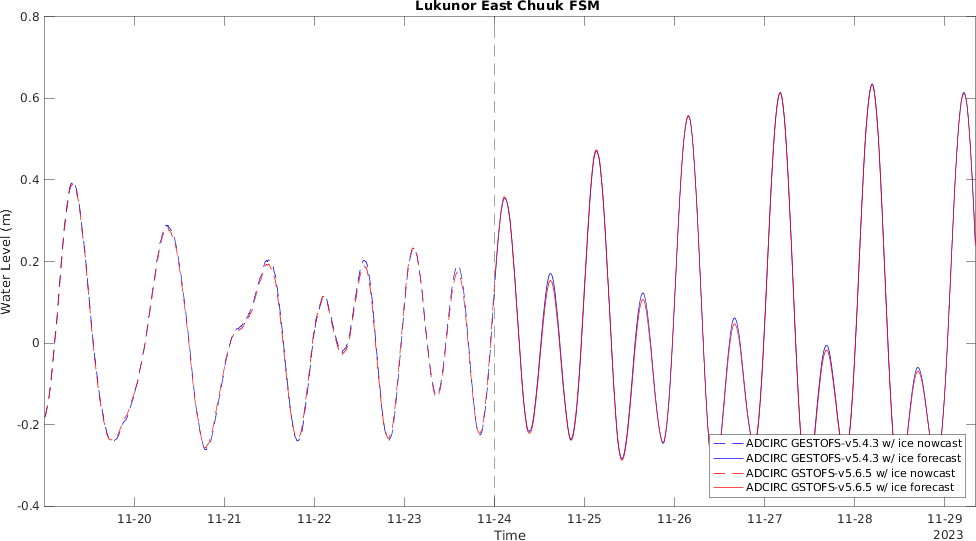 Lukunor East Chuuk FSM
0.8
0.6
0.4
0.2
0
-0.2
-0.4
Water Level (m)
ADCIRC GESTOFS-v5.4.3 w/ ice nowcast
ADCIRC GESTOFS-v5.4.3 w/ ice forecast
ADCIRC GSTOFS-v5.6.5 w/ ice nowcast
ADCIRC GSTOFS-v5.6.5 w/ ice forecast
11-20 11-21 11-22 11-23 11-24 11-25 11-26 11-27 11-28 11-29
Time 2023